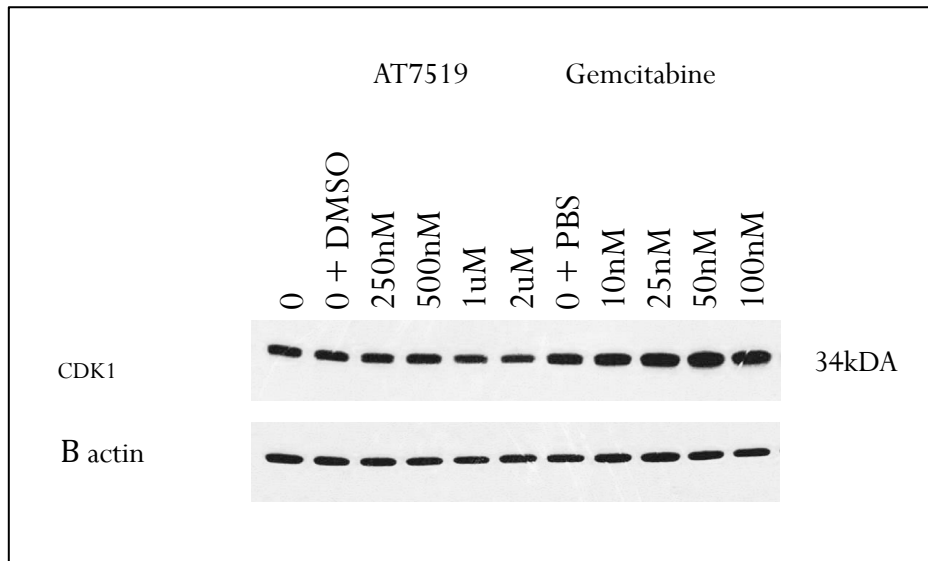 AT7519 Gemcitabine
0 0 + DMSO 250nM 500nM 1uM 2uM 0 + PBS 10nM 25nM 50nM 100nM
CDK1 34kDA
B actin